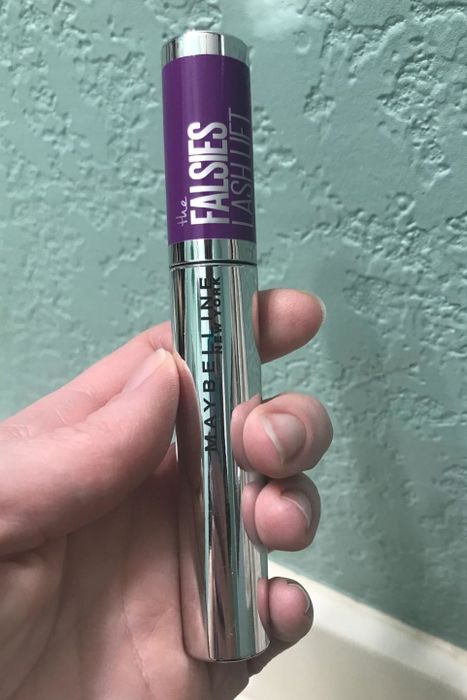 the
FALSIES
LASH LIFT
MAYBELLINE
NEW YORK